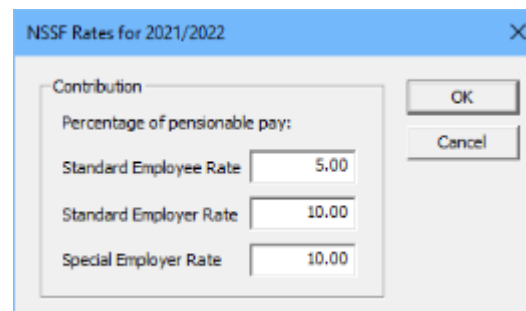 NSSF Rates for 2021/2022
Contribution
Percentage of pensionable pay:
Standard Employee Rate 5.00
Standard Employer Rate 10.00
Special Employer Rate 10.00
OK
Cancel